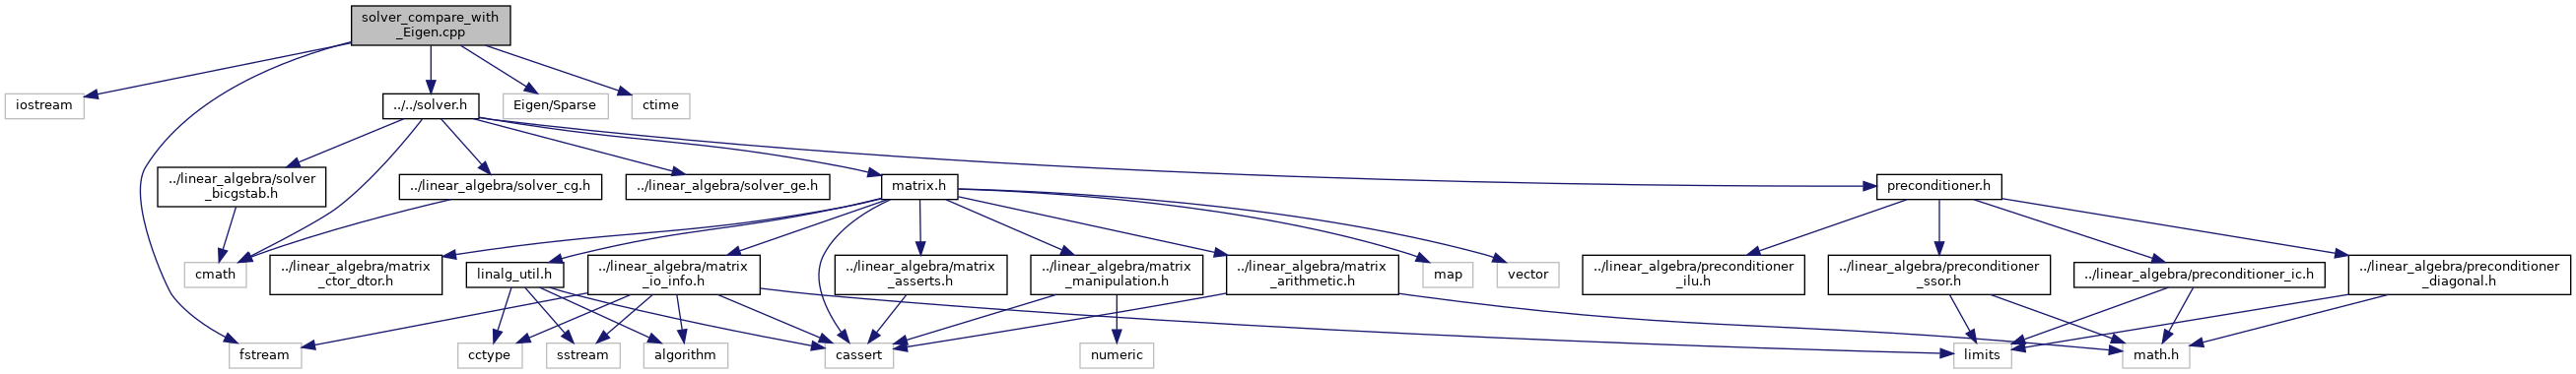 solver_compare_with
_Eigen.cpp
iostream
../../solver.h
Eigen/Sparse
ctime
../linear_algebra/solver
_bicgstab.h
../linear_algebra/solver_cg.h
../linear_algebra/solver_ge.h
matrix.h
preconditioner.h
cmath
../linear_algebra/matrix
_ctor_dtor.h
linalg_util.h
../linear_algebra/matrix
_io_info.h
../linear_algebra/matrix
_asserts.h
../linear_algebra/matrix
_manipulation.h
../linear_algebra/matrix
_arithmetic.h
map
vector
../linear_algebra/preconditioner
_ilu.h
../linear_algebra/preconditioner
_ssor.h
../linear_algebra/preconditioner_ic.h
../linear_algebra/preconditioner
_diagonal.h
fstream
cctype
sstream
algorithm
cassert
numeric
limits
math.h